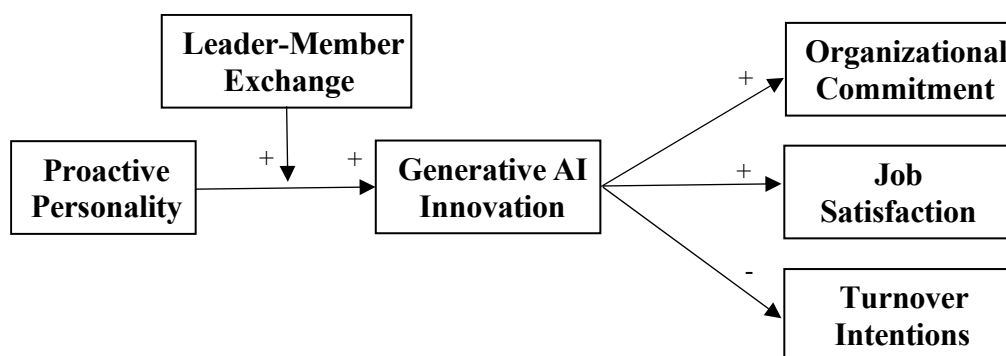 Leader-Member
Exchange
Organizational
Commitment
+
+
+
Proactive
Personality
Generative AI
Innovation
+
Job
Satisfaction
-
Turnover
Intentions